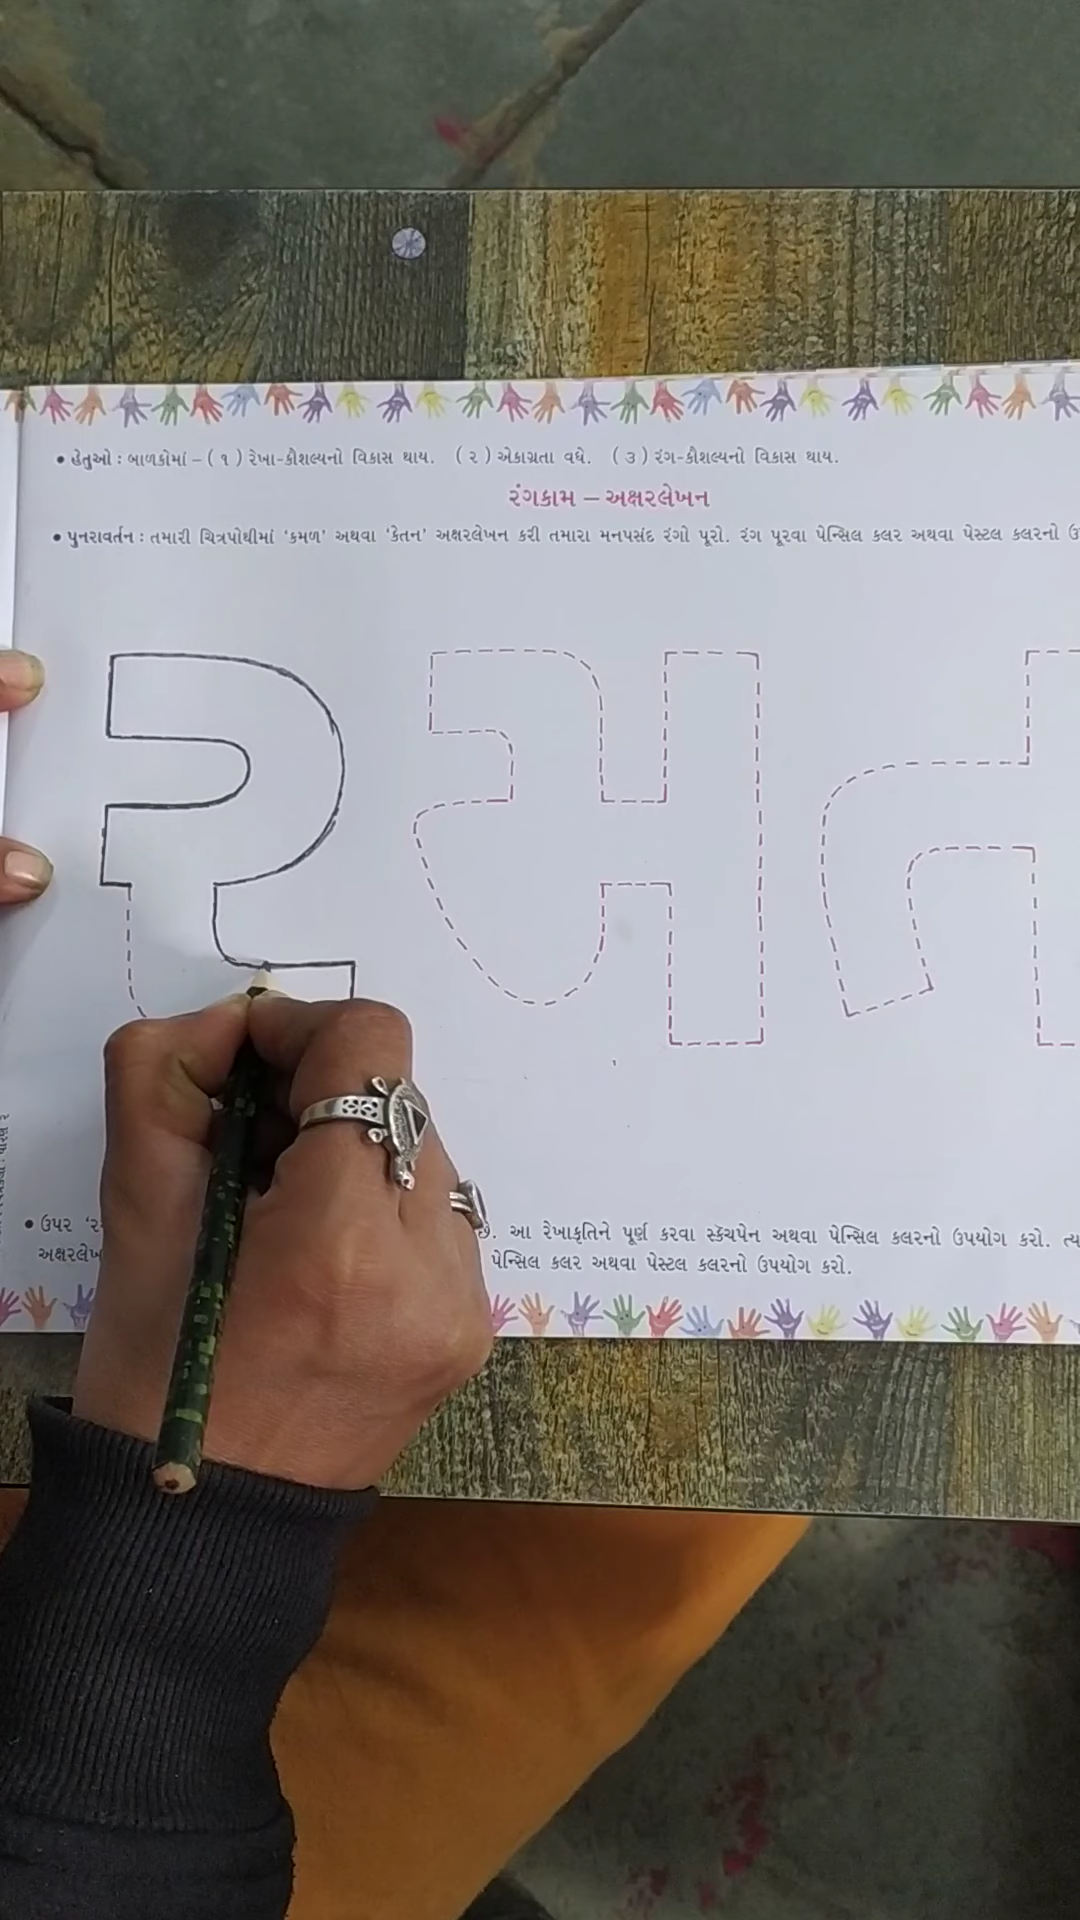 • હેતુઓ : બાળકોમાં – ( ૧ ) રેખા-કૌશલ્યનો વિકાસ થાય. ( ૨ ) એકાગ્રતા વધે. ( ૩ ) રંગ-કૌશલ્યનો વિકાસ થાય.
રંગકામ – અક્ષરલેખન
• પુનરાવર્તન : તમારી ચિત્રપોથીમાં ‘કમળ’ અથવા ‘કેતન’ અક્ષરલેખન કરી તમારા મનપસંદ રંગો પૂરો. રંગ પૂરવા પેન્સિલ કલર અથવા પેસ્ટલ કલરનો
ર મ ત
• ઉપર છે. આ રેખાકૃતિને પૂર્ણ કરવા સ્કૅચપેન અથવા પેન્સિલ કલરનો ઉપયોગ કરો.
પેન્સિલ કલર અથવા પેસ્ટલ કલરનો ઉપયોગ કરો.